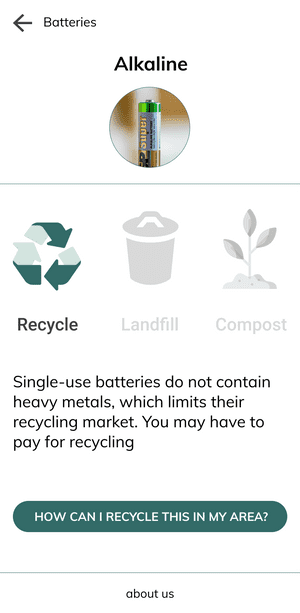 Batteries
Alkaline
Recycle
Landfill
Compost
Single-use batteries do not contain
heavy metals, which limits their
recycling market. You may have to
pay for recycling
HOW CAN I RECYCLE THIS IN MY AREA?
about us